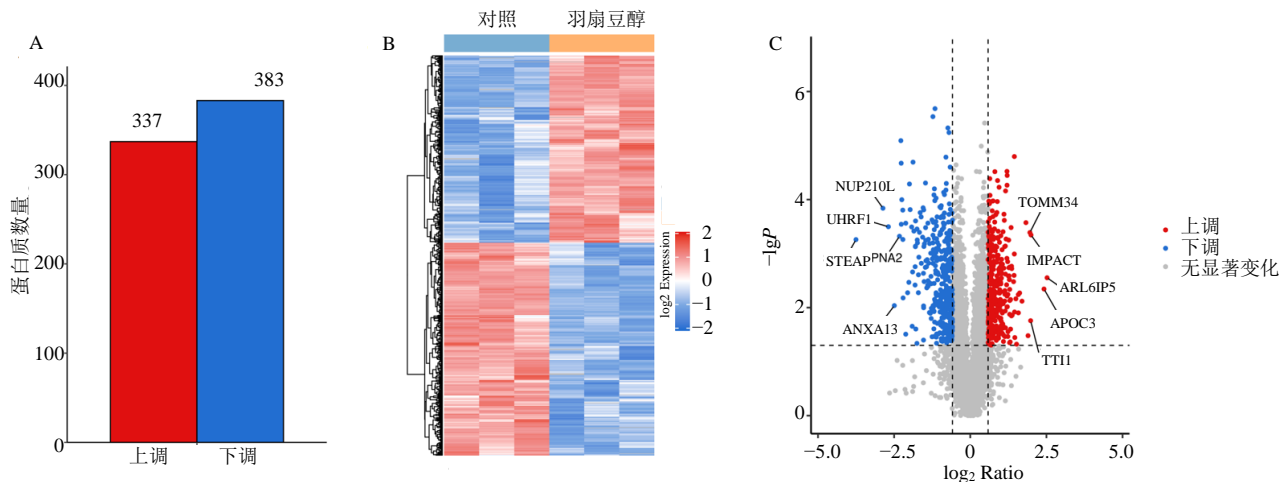 A
400
300
200
100
0
蛋白质数量
337
383
上调
下调
B
对照
羽扇豆醇
log2 Expression
2
1
0
−1
−2
C
6
4
2
0
−lgP
−5.0
−2.5
0
2.5
5.0
log₂ Ratio
NUP210L
UHRF1
STEAP
PNA2
ANXA13
TOMM34
IMPACT
ARL6IP5
APOC3
TTI1
上调
下调
无显著变化